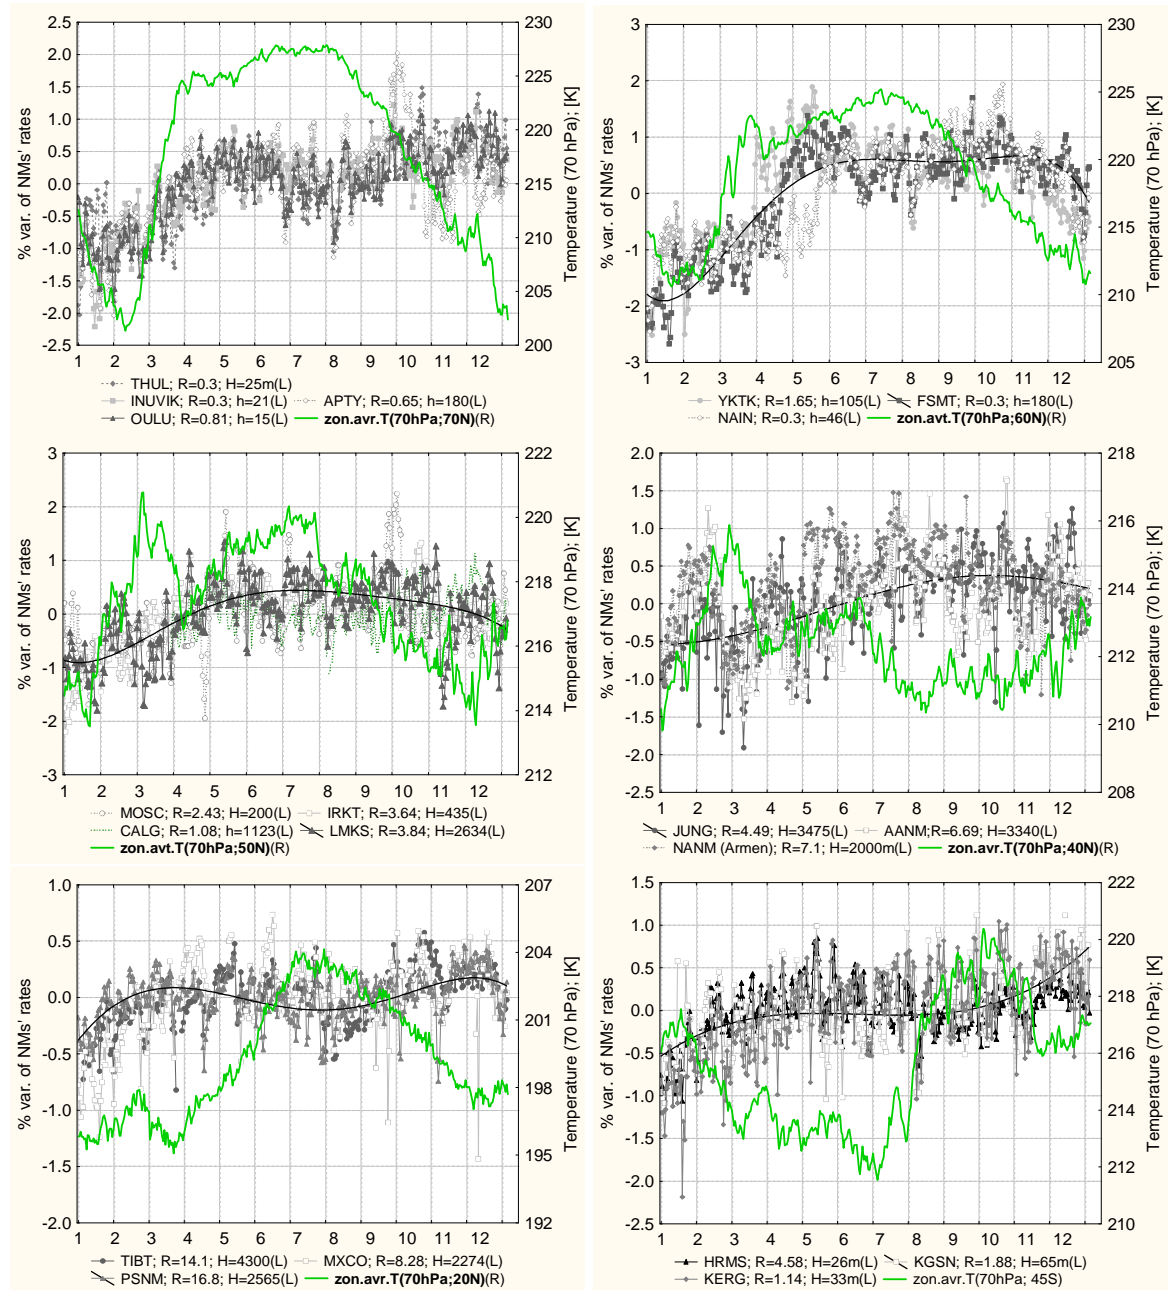 % var. of NM's' rates
2.5
2.0
1.5
1.0
0.5
0.0
-0.5
-1.0
-1.5
-2.0
-2.5
230
225
220
215
210
205
200
Temperature (70 hPa); [K]
1 2 3 4 5 6 7 8 9 10 11 12
THUL; R=0.3; H=25m(L)
INUVIK; R=0.3; h=21(L) APTY; R=0.65; h=180(L)
OULU; R=0.81; h=15(L) zon.avr.T(70hPa;70N)(R)
% var. of NMs' rates
3
2
1
0
-1
-2
-3
230
225
220
215
210
205
Temperature (70 hPa); [K]
1 2 3 4 5 6 7 8 9 10 11 12
YKTK; R=1.65; h=105(L) FSMT; R=0.3; h=180(L)
NAIN; R=0.3; h=46(L) zon.avt.T(70hPa;60N)(R)
% var. of NMs' rates
3
2
1
0
-1
-2
-3
222
220
218
216
214
212
Temperature (70 hPa); [K]
1 2 3 4 5 6 7 8 9 10 11 12
MOSC; R=2.43; H=200(L) IRKT; R=3.64; H=435(L)
CALG; R=1.08; h=1123(L) LMKS; R=3.84; H=2634(L)
zon.avt.T(70hPa;50N)(R)
% var. of NMs' rates
2.0
1.5
1.0
0.5
0.0
-0.5
-1.0
-1.5
-2.0
-2.5
218
216
214
212
210
208
Temperature (70 hPa); [K]
1 2 3 4 5 6 7 8 9 10 11 12
JUNG; R=4.49; H=3475(L) AANM;R=6.69; H=3340(L)
NANM (Armen); R=7.1; H=2000m(L) zon.avr.T(70hPa;40N)(R)
% var. of NMs' rates
1.0
0.5
0.0
-0.5
-1.0
-1.5
-2.0
207
204
201
198
195
192
Temperature (70 hPa); [K]
1 2 3 4 5 6 7 8 9 10 11 12
TIBT; R=14.1; H=4300(L) MXCO; R=8.28; H=2274(L)
PSNM; R=16.8; H=2565(L) zon.avr.T(70hPa;20N)(R)
% var. of NMs' rates
1.5
1.0
0.5
0.0
-0.5
-1.0
-1.5
-2.0
-2.5
222
220
218
216
214
212
210
Temperature (70 hPa); [K]
1 2 3 4 5 6 7 8 9 10 11 12
HRMS; R=4.58; H=26m(L) KGSN; R=1.88; H=65m(L)
KERG; R=1.14; H=33m(L) zon.avr.T(70hPa; 45S)